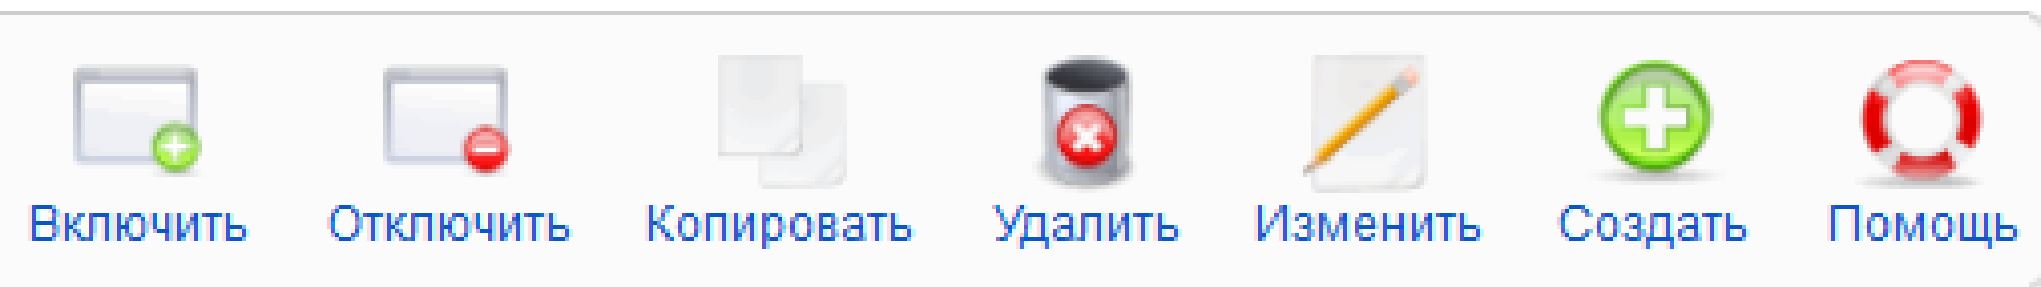 Включить Отключить Копировать Удалить Изменить Создать Помощь